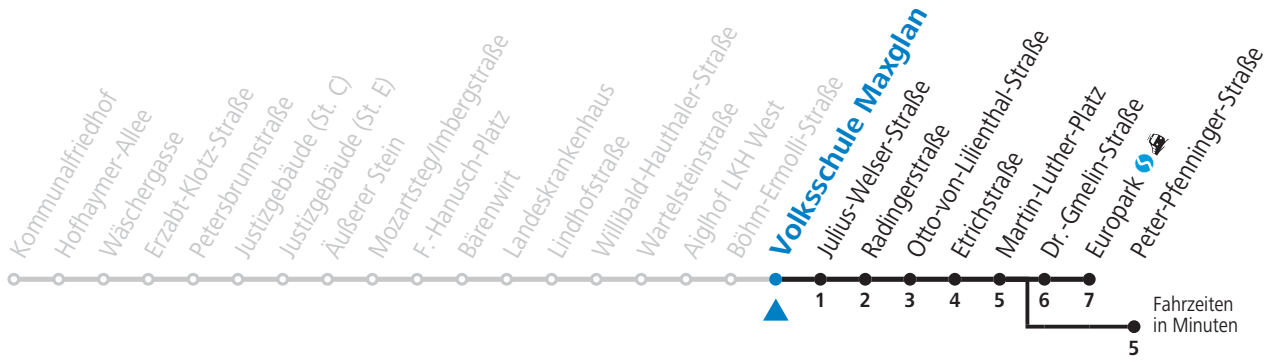 Kommunalfriedhof
Hofhaymer-Allee
Wäschergasse
Erzabt-Klotz-Straße
Petersbrunnstraße
Justizgebäude (St. C)
Justizgebäude (St. E)
Äußerer Stein
Mozartsteg/Imbergstraße
F.-Hanusch-Platz
Bärenwirt
Landeskrankenhaus
Lindhofstraße
Willibald-Hauthaler-Straße
Wartelsteinstraße
Aiglhof LKH West
Böhm-Ermolli-Straße
Volksschule Maxglan
Julius-Welser-Straße
Radingerstraße
Otto-von-Lilienthal-Straße
Etrichstraße
Martin-Luther-Platz
Dr.-Gmelin-Straße
Europark
Peter-Pfenninger-Straße
1 2 3 4 5 6 7
Fahrzeiten
in Minuten
5